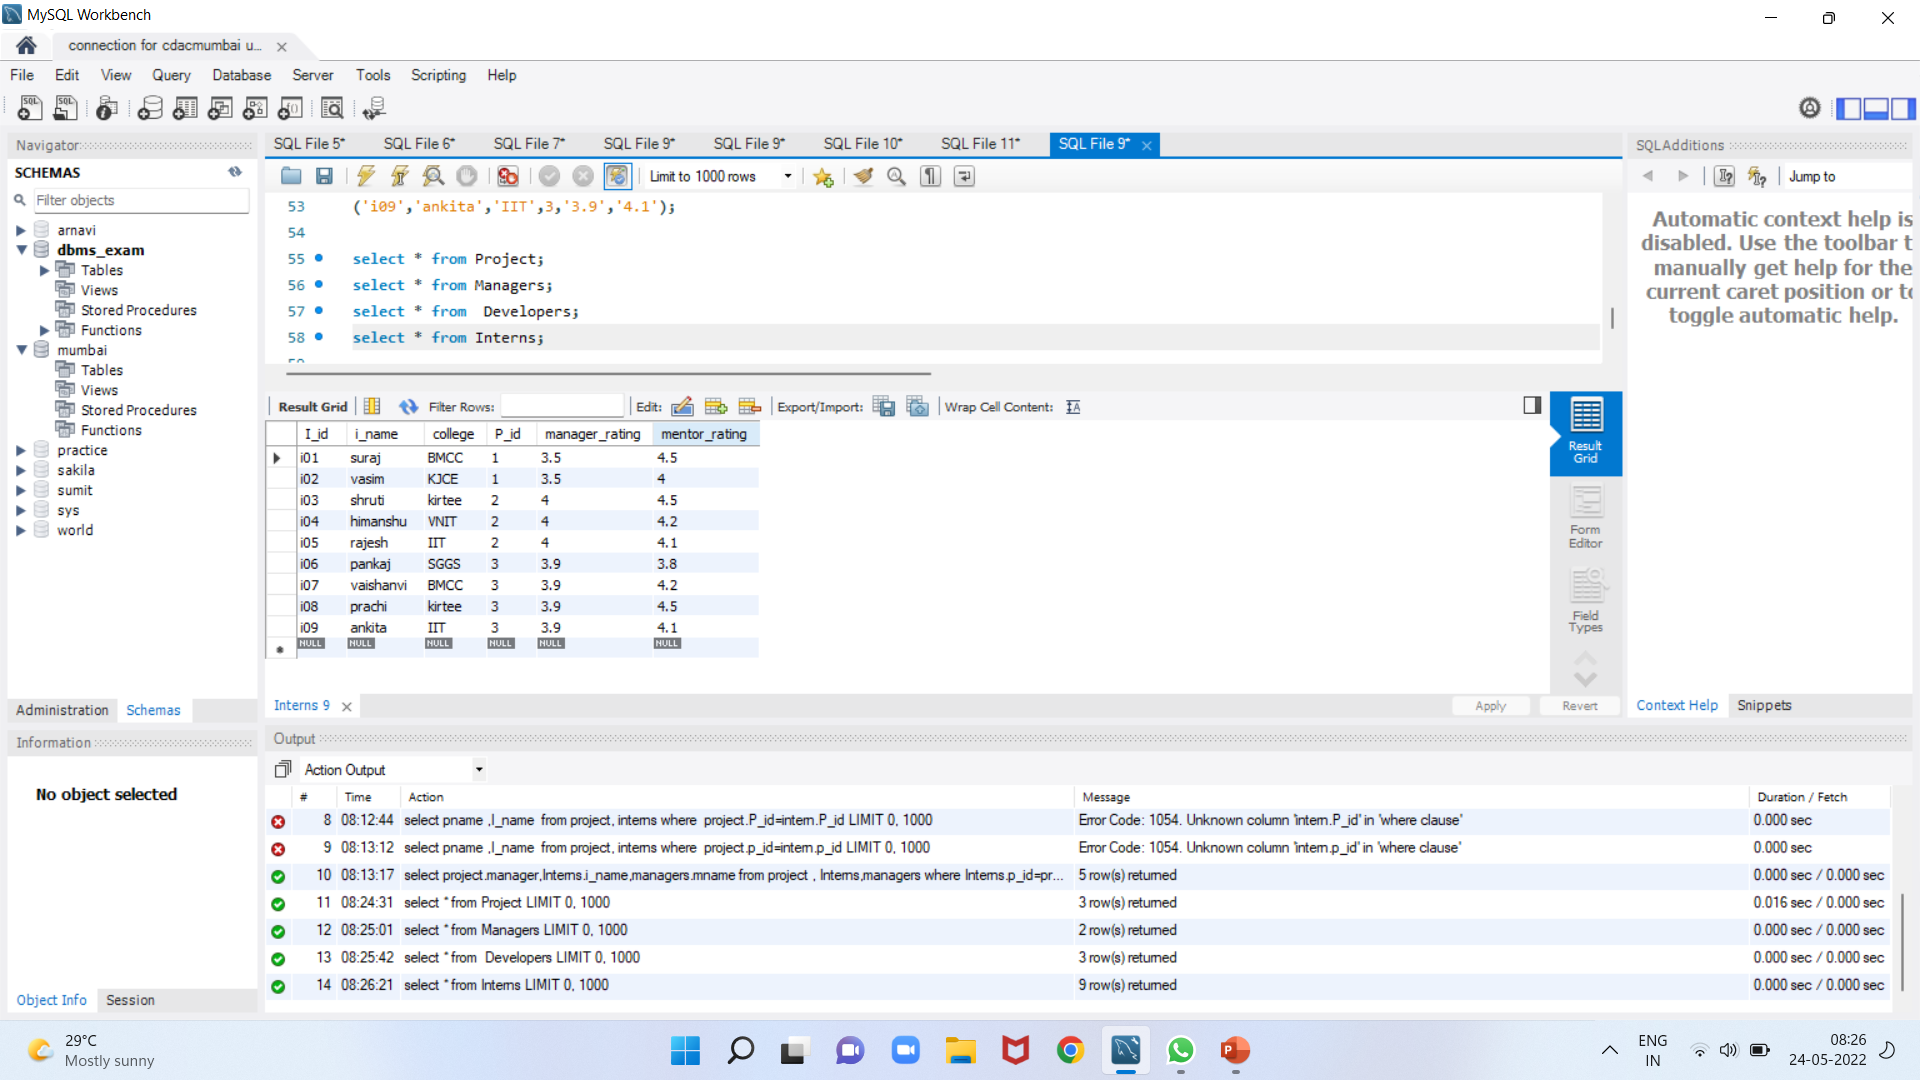 MySQL Workbench
connection for cdacmumbai u...
File Edit View Query Database Server Tools Scripting Help
Navigator
SCHEMAS
Filter objects
arnavi
dbms_exam
Tables
Views
Stored Procedures
Functions
mumbai
Tables
Views
Stored Procedures
Functions
practice
sakila
sumit
sys
world
Administration Schemas
Information
No object selected
Object Info Session
SQL File 5* SQL File 6* SQL File 7* SQL File 9* SQL File 9* SQL File 10* SQL File 11* SQL File 9*
Limit to 1000 rows
53 ('i09','ankita','IIT',3,'3.9','4.1');
54
55 select * from Project;
56 select * from Managers;
57 select * from  Developers;
58 select * from Interns;
Result Grid Filter Rows: Edit: Export/Import: Wrap Cell Content:
I_id i_name college P_id manager_rating mentor_rating
i01 suraj BMCC 1 3.5 4.5
i02 vasim KJCE 1 3.5 4
i03 shruti kirtee 2 4 4.5
i04 himanshu VNIT 2 4 4.2
i05 rajesh IIT 2 4 4.1
i06 pankaj SGGS 3 3.9 3.8
i07 vaishanvi BMCC 3 3.9 4.2
i08 prachi kirtee 3 3.9 4.5
i09 ankita IIT 3 3.9 4.1
NULL NULL NULL NULL NULL NULL
Result
Grid
Form
Editor
Field
Types
Interns 9
Apply Revert
SQLAdditions
Jump to
Automatic context help is
disabled. Use the toolbar t
manually get help for the
current caret position or to
toggle automatic help.
Context Help Snippets
Output
Action Output
# Time Action Message Duration / Fetch
8 08:12:44 select pname ,I_name  from project, interns where  project.P_id=intern.P_id LIMIT 0, 1000 Error Code: 1054. Unknown column 'intern.P_id' in 'where clause' 0.000 sec
9 08:13:12 select pname ,I_name  from project, interns where  project.p_id=intern.p_id LIMIT 0, 1000 Error Code: 1054. Unknown column 'intern.p_id' in 'where clause' 0.000 sec
10 08:13:17 select project.manager,Interns.i_name,managers.mname from project , Interns,managers where Interns.p_id=pr... 5 row(s) returned 0.000 sec / 0.000 sec
11 08:24:31 select * from Project LIMIT 0, 1000 3 row(s) returned 0.016 sec / 0.000 sec
12 08:25:01 select * from Managers LIMIT 0, 1000 2 row(s) returned 0.000 sec / 0.000 sec
13 08:25:42 select * from  Developers LIMIT 0, 1000 3 row(s) returned 0.000 sec / 0.000 sec
14 08:26:21 select * from Interns LIMIT 0, 1000 9 row(s) returned 0.000 sec / 0.000 sec
29°C
Mostly sunny
ENG
IN
08:26
24-05-2022